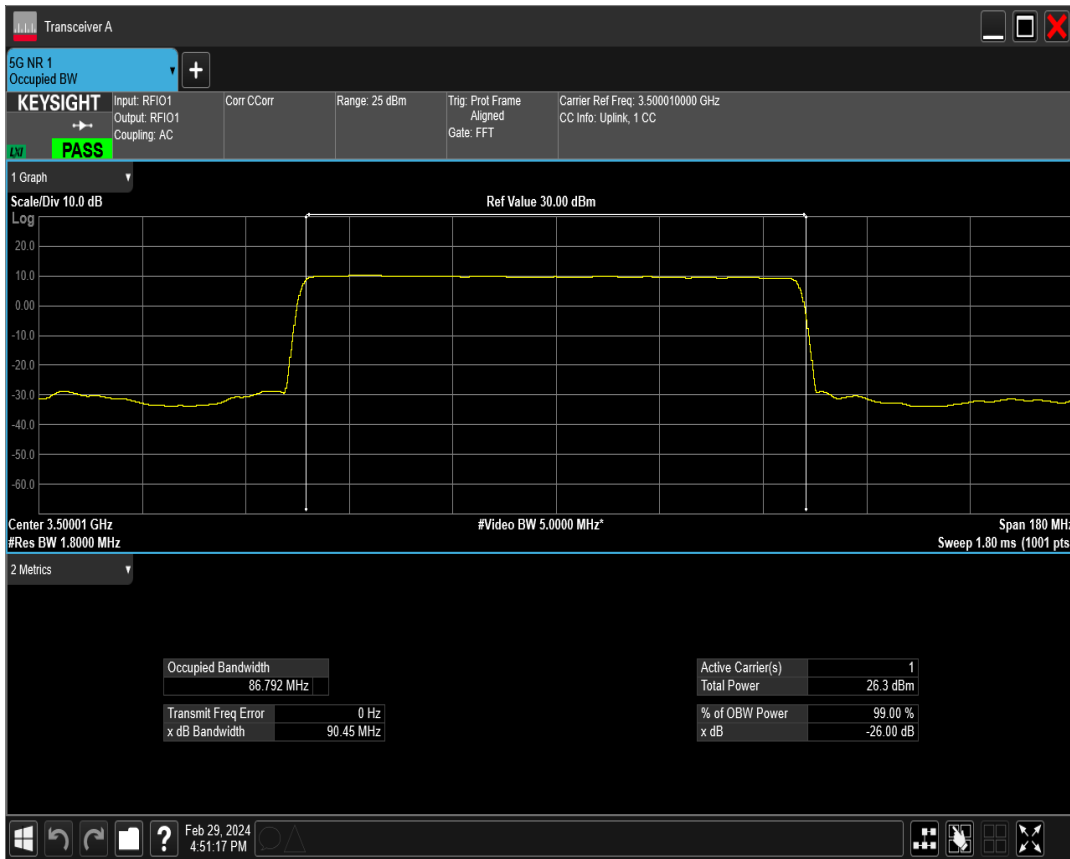 Transceiver A
5G NR 1
Occupied BW
KEYSIGHT
LXI
PASS
Input: RFIO1
Output: RFIO1
Coupling: AC
Corr CCorr
Range: 25 dBm
Trig: Prot Frame
Aligned
Gate: FFT
Carrier Ref Freq: 3.500010000 GHz
CC Info: Uplink, 1 CC
1 Graph
Scale/Div 10.0 dB
Ref Value 30.00 dBm
Log
20.0
10.0
0.00
-10.0
-20.0
-30.0
-40.0
-50.0
-60.0
Center 3.50001 GHz
#Video BW 5.0000 MHz*
Span 180 MHz
#Res BW 1.8000 MHz
Sweep 1.80 ms (1001 pts
2 Metrics
Occupied Bandwidth
86.792 MHz
Transmit Freq Error 0 Hz
x dB Bandwidth 90.45 MHz
Active Carrier(s) 1
Total Power 26.3 dBm
% of OBW Power 99.00 %
x dB -26.00 dB
?
Feb 29, 2024
4:51:17 PM